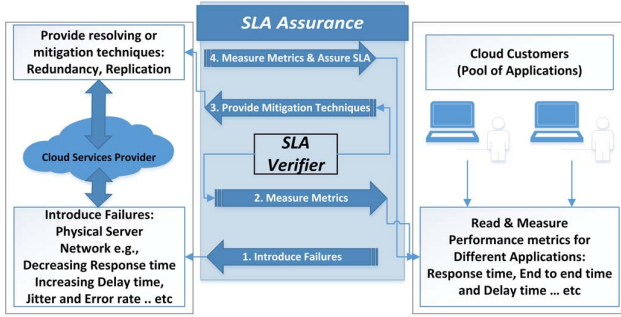 Provide resolving or
mitigation techniques:
Redundancy, Replication
Cloud Services Provider
Introduce Failures:
Physical Server
Network e.g.,
Decreasing Response time
Increasing Delay time,
Jitter and Error rate .. etc
SLA Assurance
4. Measure Metrics & Assure SLA
3. Provide Mitigation Techniques
SLA
Verifier
2. Measure Metrics
1. Introduce Failures
Cloud Customers
(Pool of Applications)
Read & Measure
Performance metrics for
Different Applications:
Response time, End to end time
and Delay time ... etc